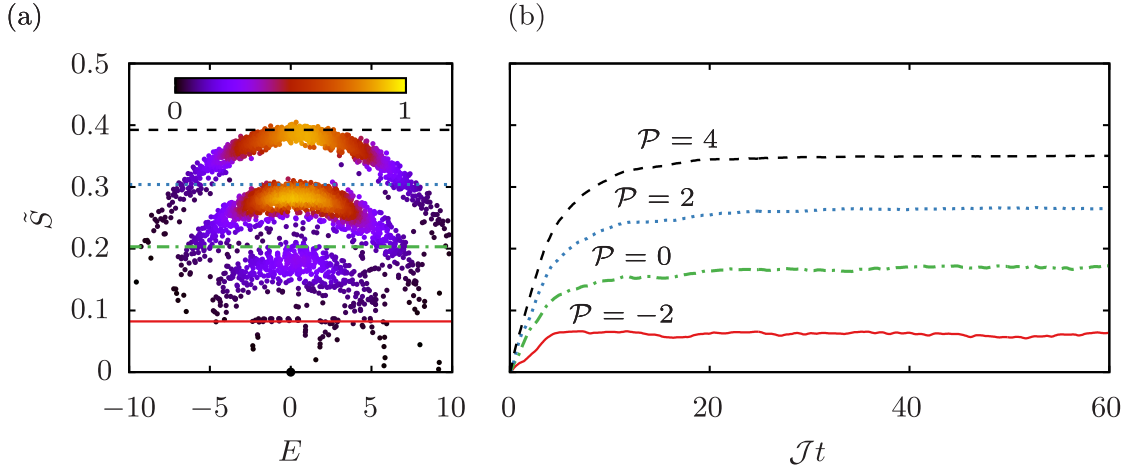 (a)
(b)
0.5
0.4
0.3
0.2
0.1
0
S̃
0 1
−10 −5 0 5 10
E
𝒫 = 4
𝒫 = 2
𝒫 = 0
𝒫 = −2
0 20 40 60
𝒥t